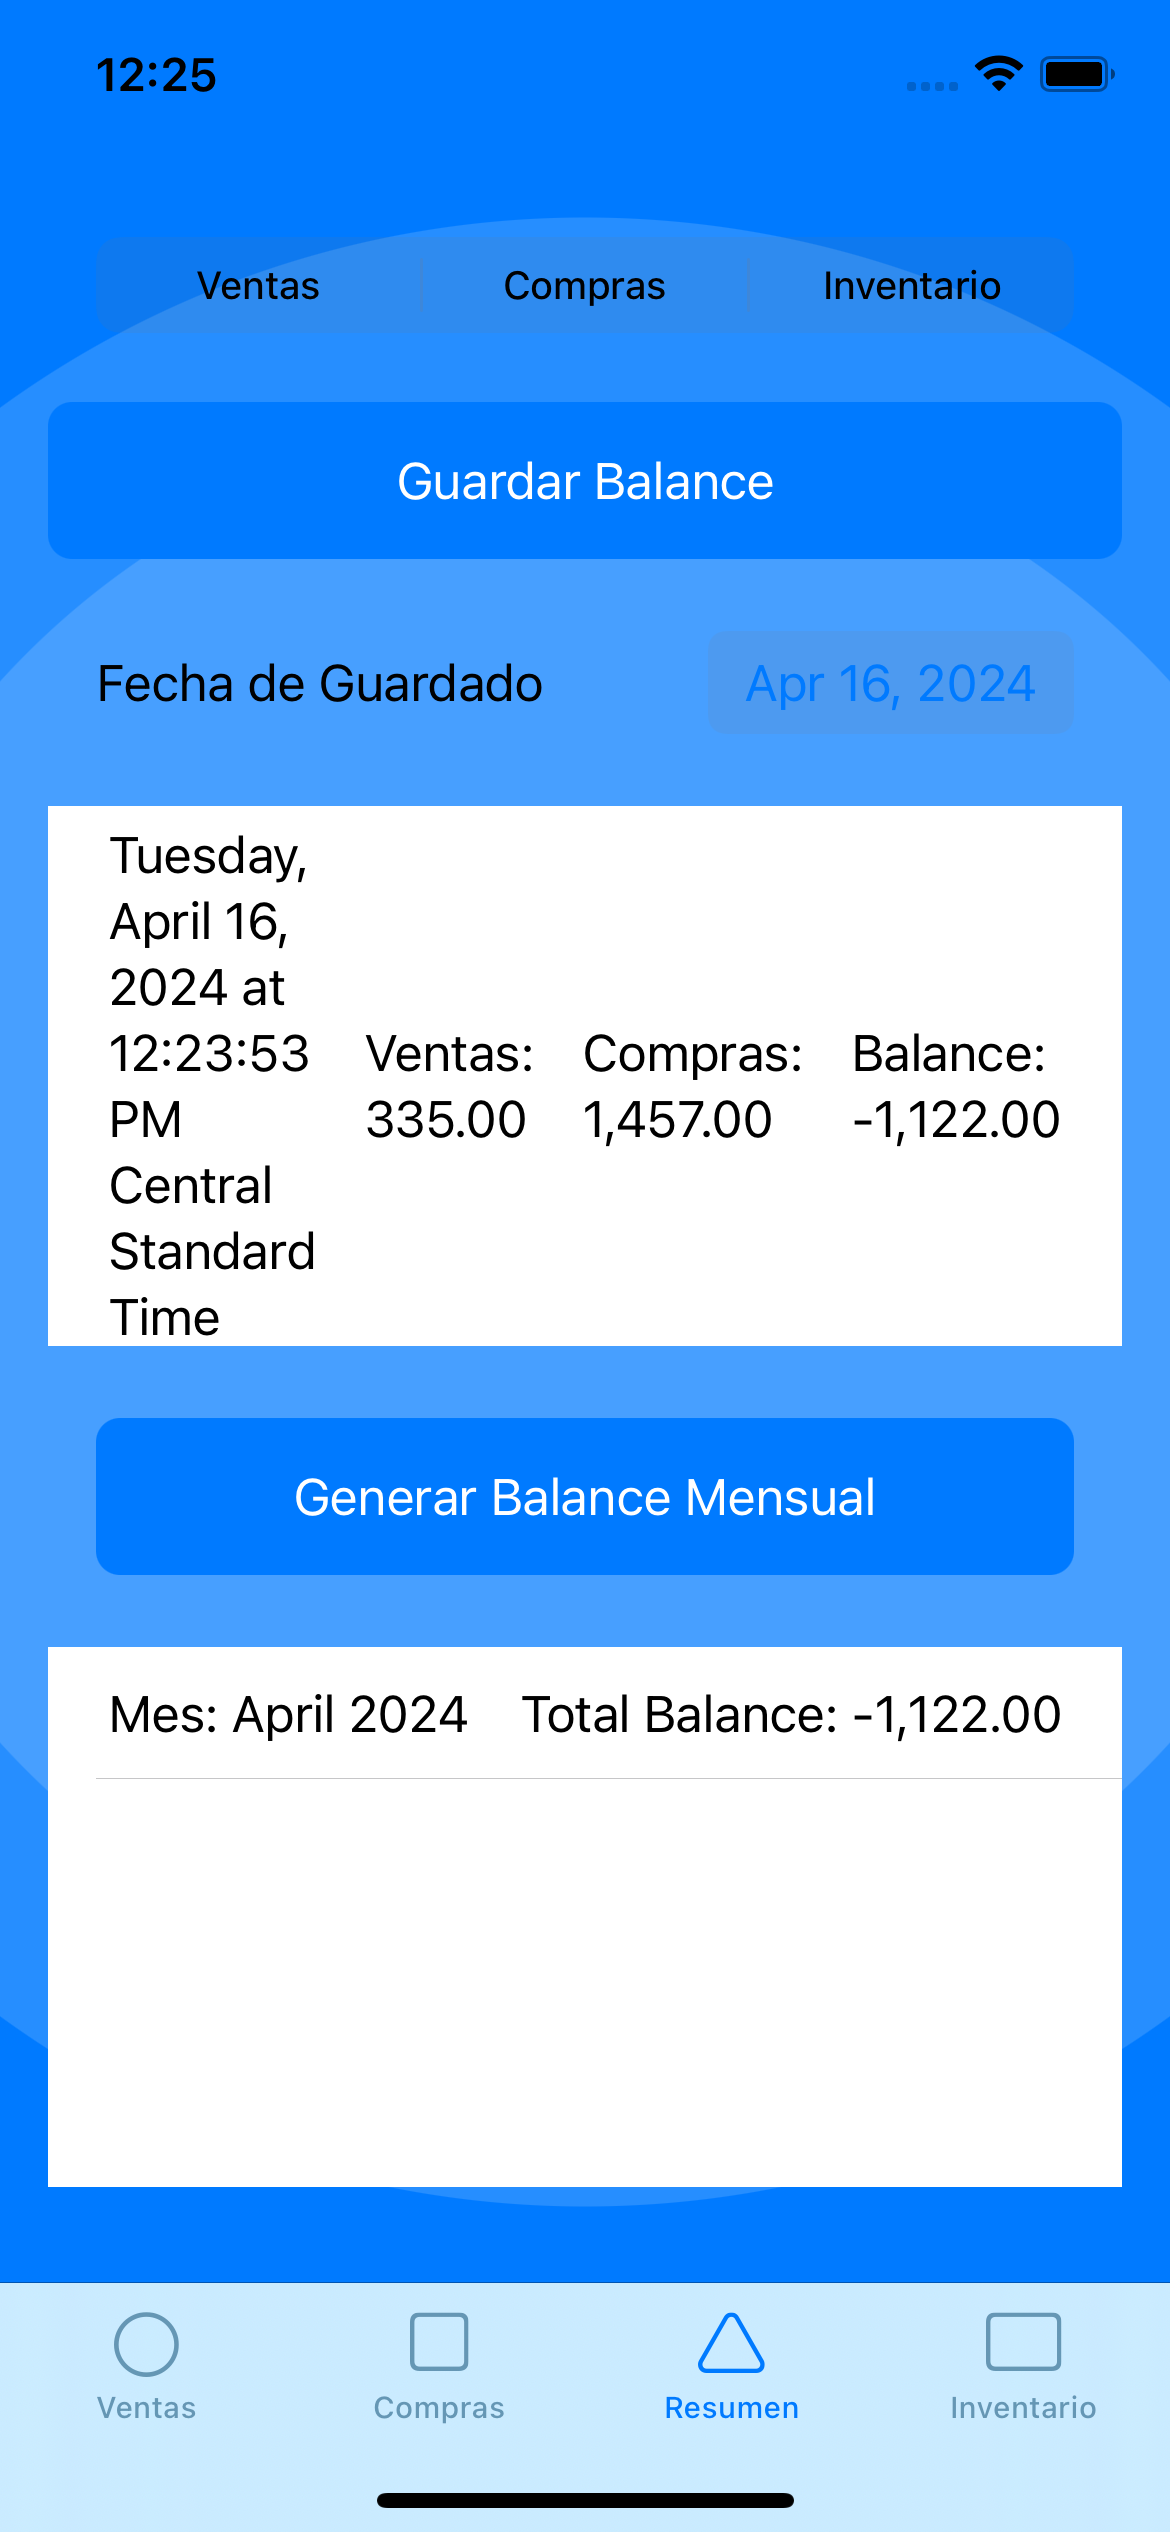 12:25
Ventas Compras Inventario
Guardar Balance
Fecha de Guardado Apr 16, 2024
Tuesday,
April 16,
2024 at
12:23:53 Ventas: Compras: Balance:
PM 335.00 1,457.00 -1,122.00
Central
Standard
Time
Generar Balance Mensual
Mes: April 2024 Total Balance: -1,122.00
Ventas Compras Resumen Inventario